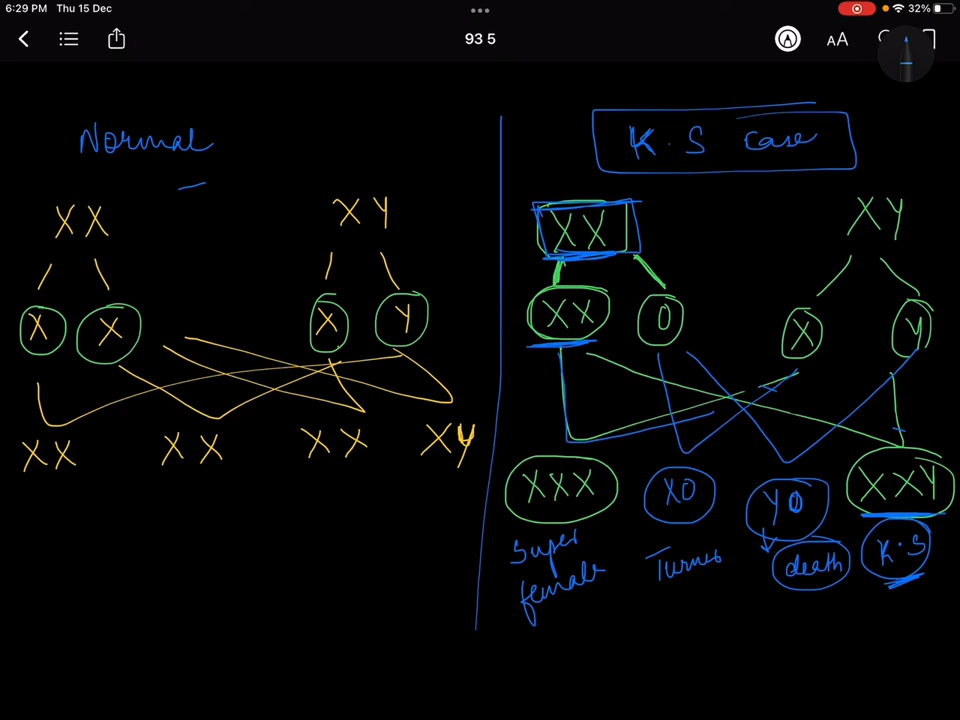 6:29 PM Thu 15 Dec
32%
93 5
AA
Normal
XX XY
X X X Y
XX XX XX XY
K.S case
XX XY
XX O X Y
XXX XO YO XXY
Super female
Turner
death
K.S